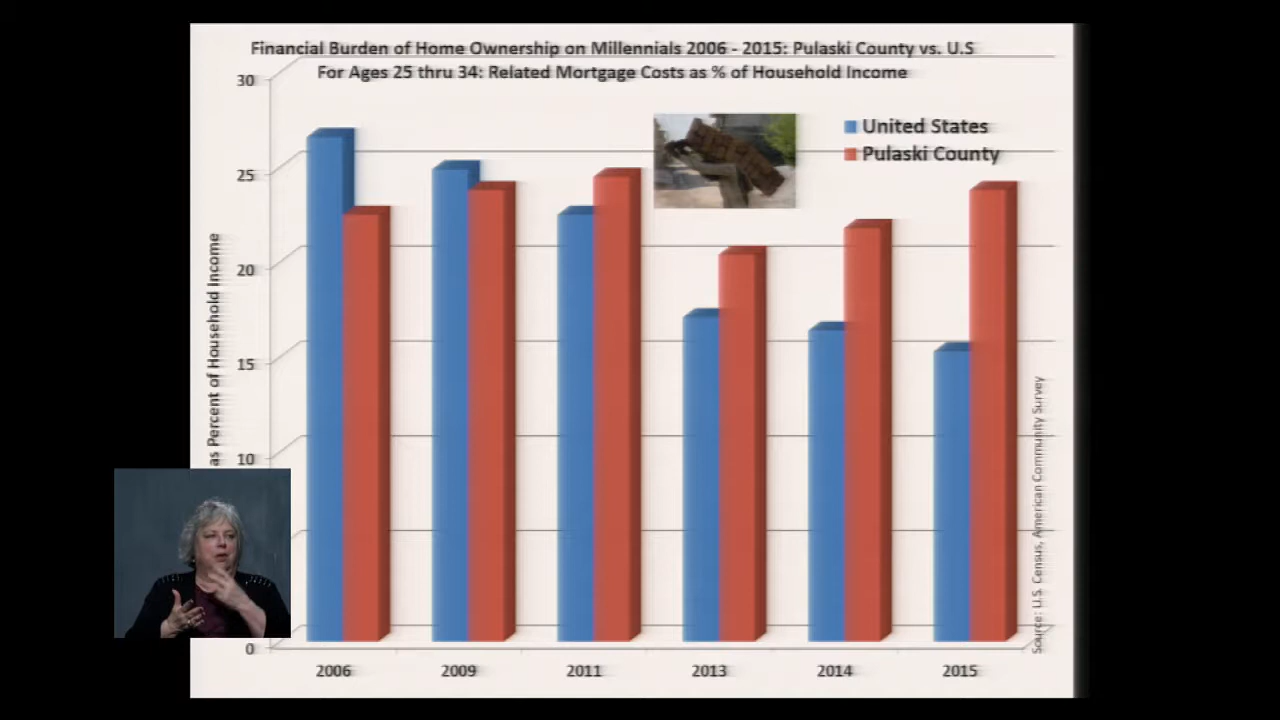 Financial Burden of Home Ownership on Millennials 2006 - 2015: Pulaski County vs. U.S
For Ages 25 thru 34: Related Mortgage Costs as % of Household Income
United States
Pulaski County
30
25
20
15
10
0
as Percent of Household Income
2006
2009
2011
2013
2014
2015
Source: U.S. Census, American Community Survey